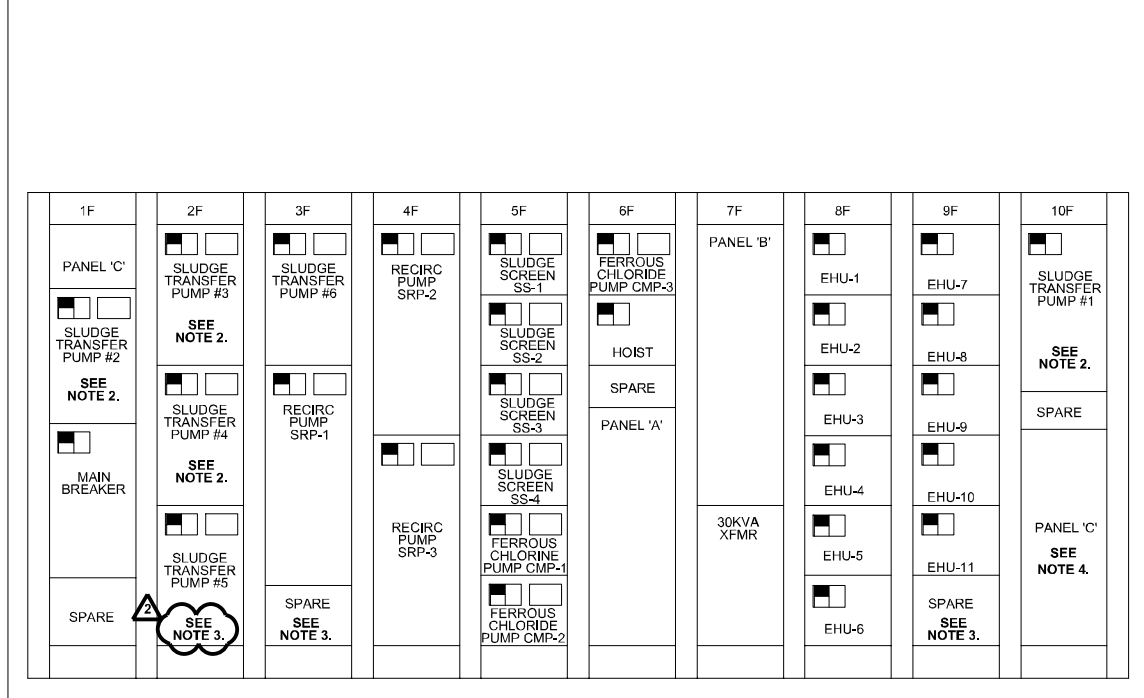 1F
PANEL 'C'
SLUDGE
TRANSFER
PUMP #2
SEE
NOTE 2.
MAIN
BREAKER
SPARE
2
2F
SLUDGE
TRANSFER
PUMP #3
SEE
NOTE 2.
SLUDGE
TRANSFER
PUMP #4
SEE
NOTE 2.
SLUDGE
TRANSFER
PUMP #5
SEE
NOTE 3.
3F
SLUDGE
TRANSFER
PUMP #6
RECIRC
PUMP
SRP-1
SPARE
SEE
NOTE 3.
4F
RECIRC
PUMP
SRP-2
RECIRC
PUMP
SRP-3
5F
SLUDGE
SCREEN
SS-1
SLUDGE
SCREEN
SS-2
SLUDGE
SCREEN
SS-3
SLUDGE
SCREEN
SS-4
FERROUS
CHLORINE
PUMP CMP-1
FERROUS
CHLORIDE
PUMP CMP-2
6F
FERROUS
CHLORIDE
PUMP CMP-3
HOIST
SPARE
PANEL 'A'
7F
PANEL 'B'
30KVA
XFMR
8F
EHU-1
EHU-2
EHU-3
EHU-4
EHU-5
EHU-6
9F
EHU-7
EHU-8
EHU-9
EHU-10
EHU-11
SPARE
SEE
NOTE 3.
10F
SLUDGE
TRANSFER
PUMP #1
SEE
NOTE 2.
SPARE
PANEL 'C'
SEE
NOTE 4.